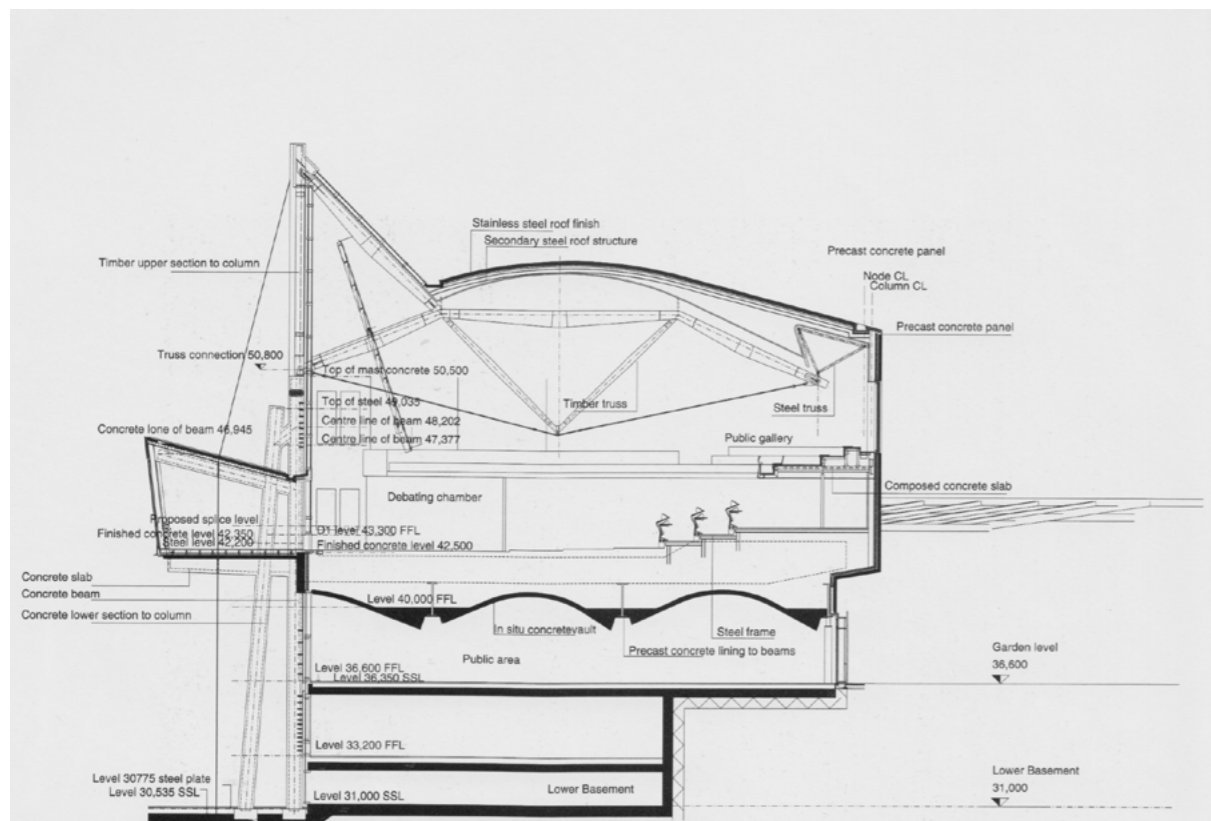 Stainless steel roof finish
Secondary steel roof structure
Precast concrete panel
Timber upper section to column
Node CL
Column CL
Precast concrete panel
Truss connection 50,800
Top of mast concrete 50,500
Top of steel 49,035
Timber truss
Steel truss
Centre line of beam 48,202
Concrete lone of beam 46,945
Centre line of beam 47,377
Public gallery
Composed concrete slab
Debating chamber
Proposed splice level
01 level 43,300 FFL
Finished concrete level 42,350
Steel level 42,200
Finished concrete level 42,500
Concrete slab
Concrete beam
Level 40,000 FFL
Concrete lower section to column
In situ concretevault
Steel frame
Precast concrete lining to beams
Public area
Garden level
36,600
Level 36,600 FFL
Level 36,350 SSL
Level 33,200 FFL
Lower Basement
31,000
Level 30775 steel plate
Level 30,535 SSL
Level 31,000 SSL
Lower Basement